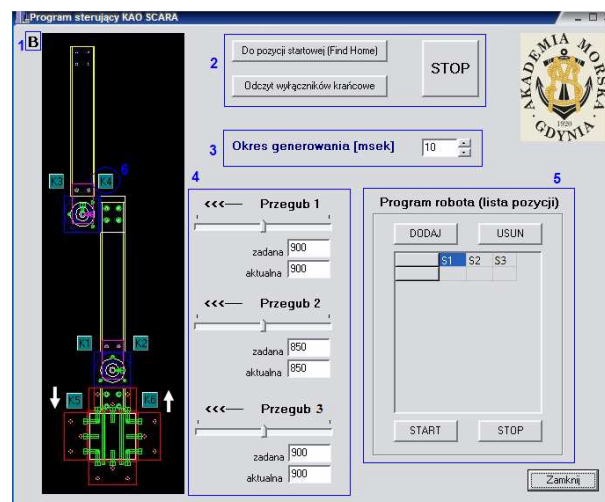 Program sterujący KAO SCARA
1
B
2
Do pozycji startowej (Find Home)
Odczyt wyłączników krańcowe
STOP
AKADEMIA MORSKA
1920
GDYNIA
3
Okres generowania [msek]
10
K3
K4
6
4
<<<— Przegub 1
zadana 900
aktualna 900
<<<— Przegub 2
zadana 850
aktualna 850
<<<— Przegub 3
zadana 900
aktualna 900
K1
K2
K5
K6
5
Program robota (lista pozycji)
DODAJ
USUN
S1 S2 S3
START
STOP
Zamknij